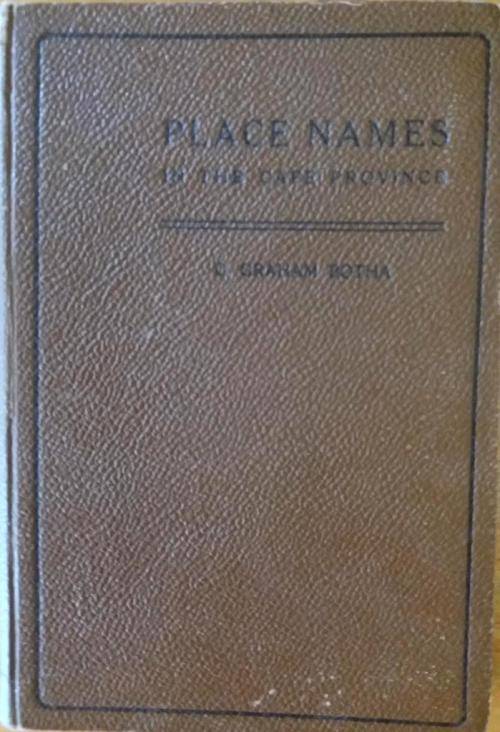 PLACE NAMES
IN THE CAPE PROVINCE
C. GRAHAM BOTHA